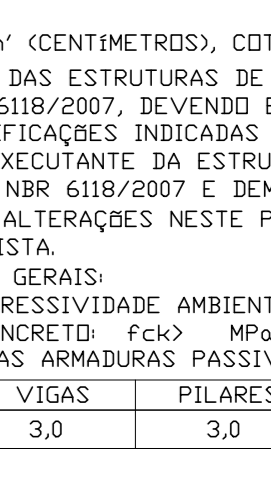 (CENTíMETROS), COT
DAS ESTRUTURAS DE
6118/2007, DEVENDO E
FICAÇÕES INDICADAS
XECUTANTE DA ESTRU
NBR 6118/2007 E DEM
ALTERAÇÕES NESTE P
ISTA.
GERAIS:
RESSIVIDADE AMBIENT
NCRETO: fck> MPa
AS ARMADURAS PASSIV
VIGAS PILARES
3,0 3,0